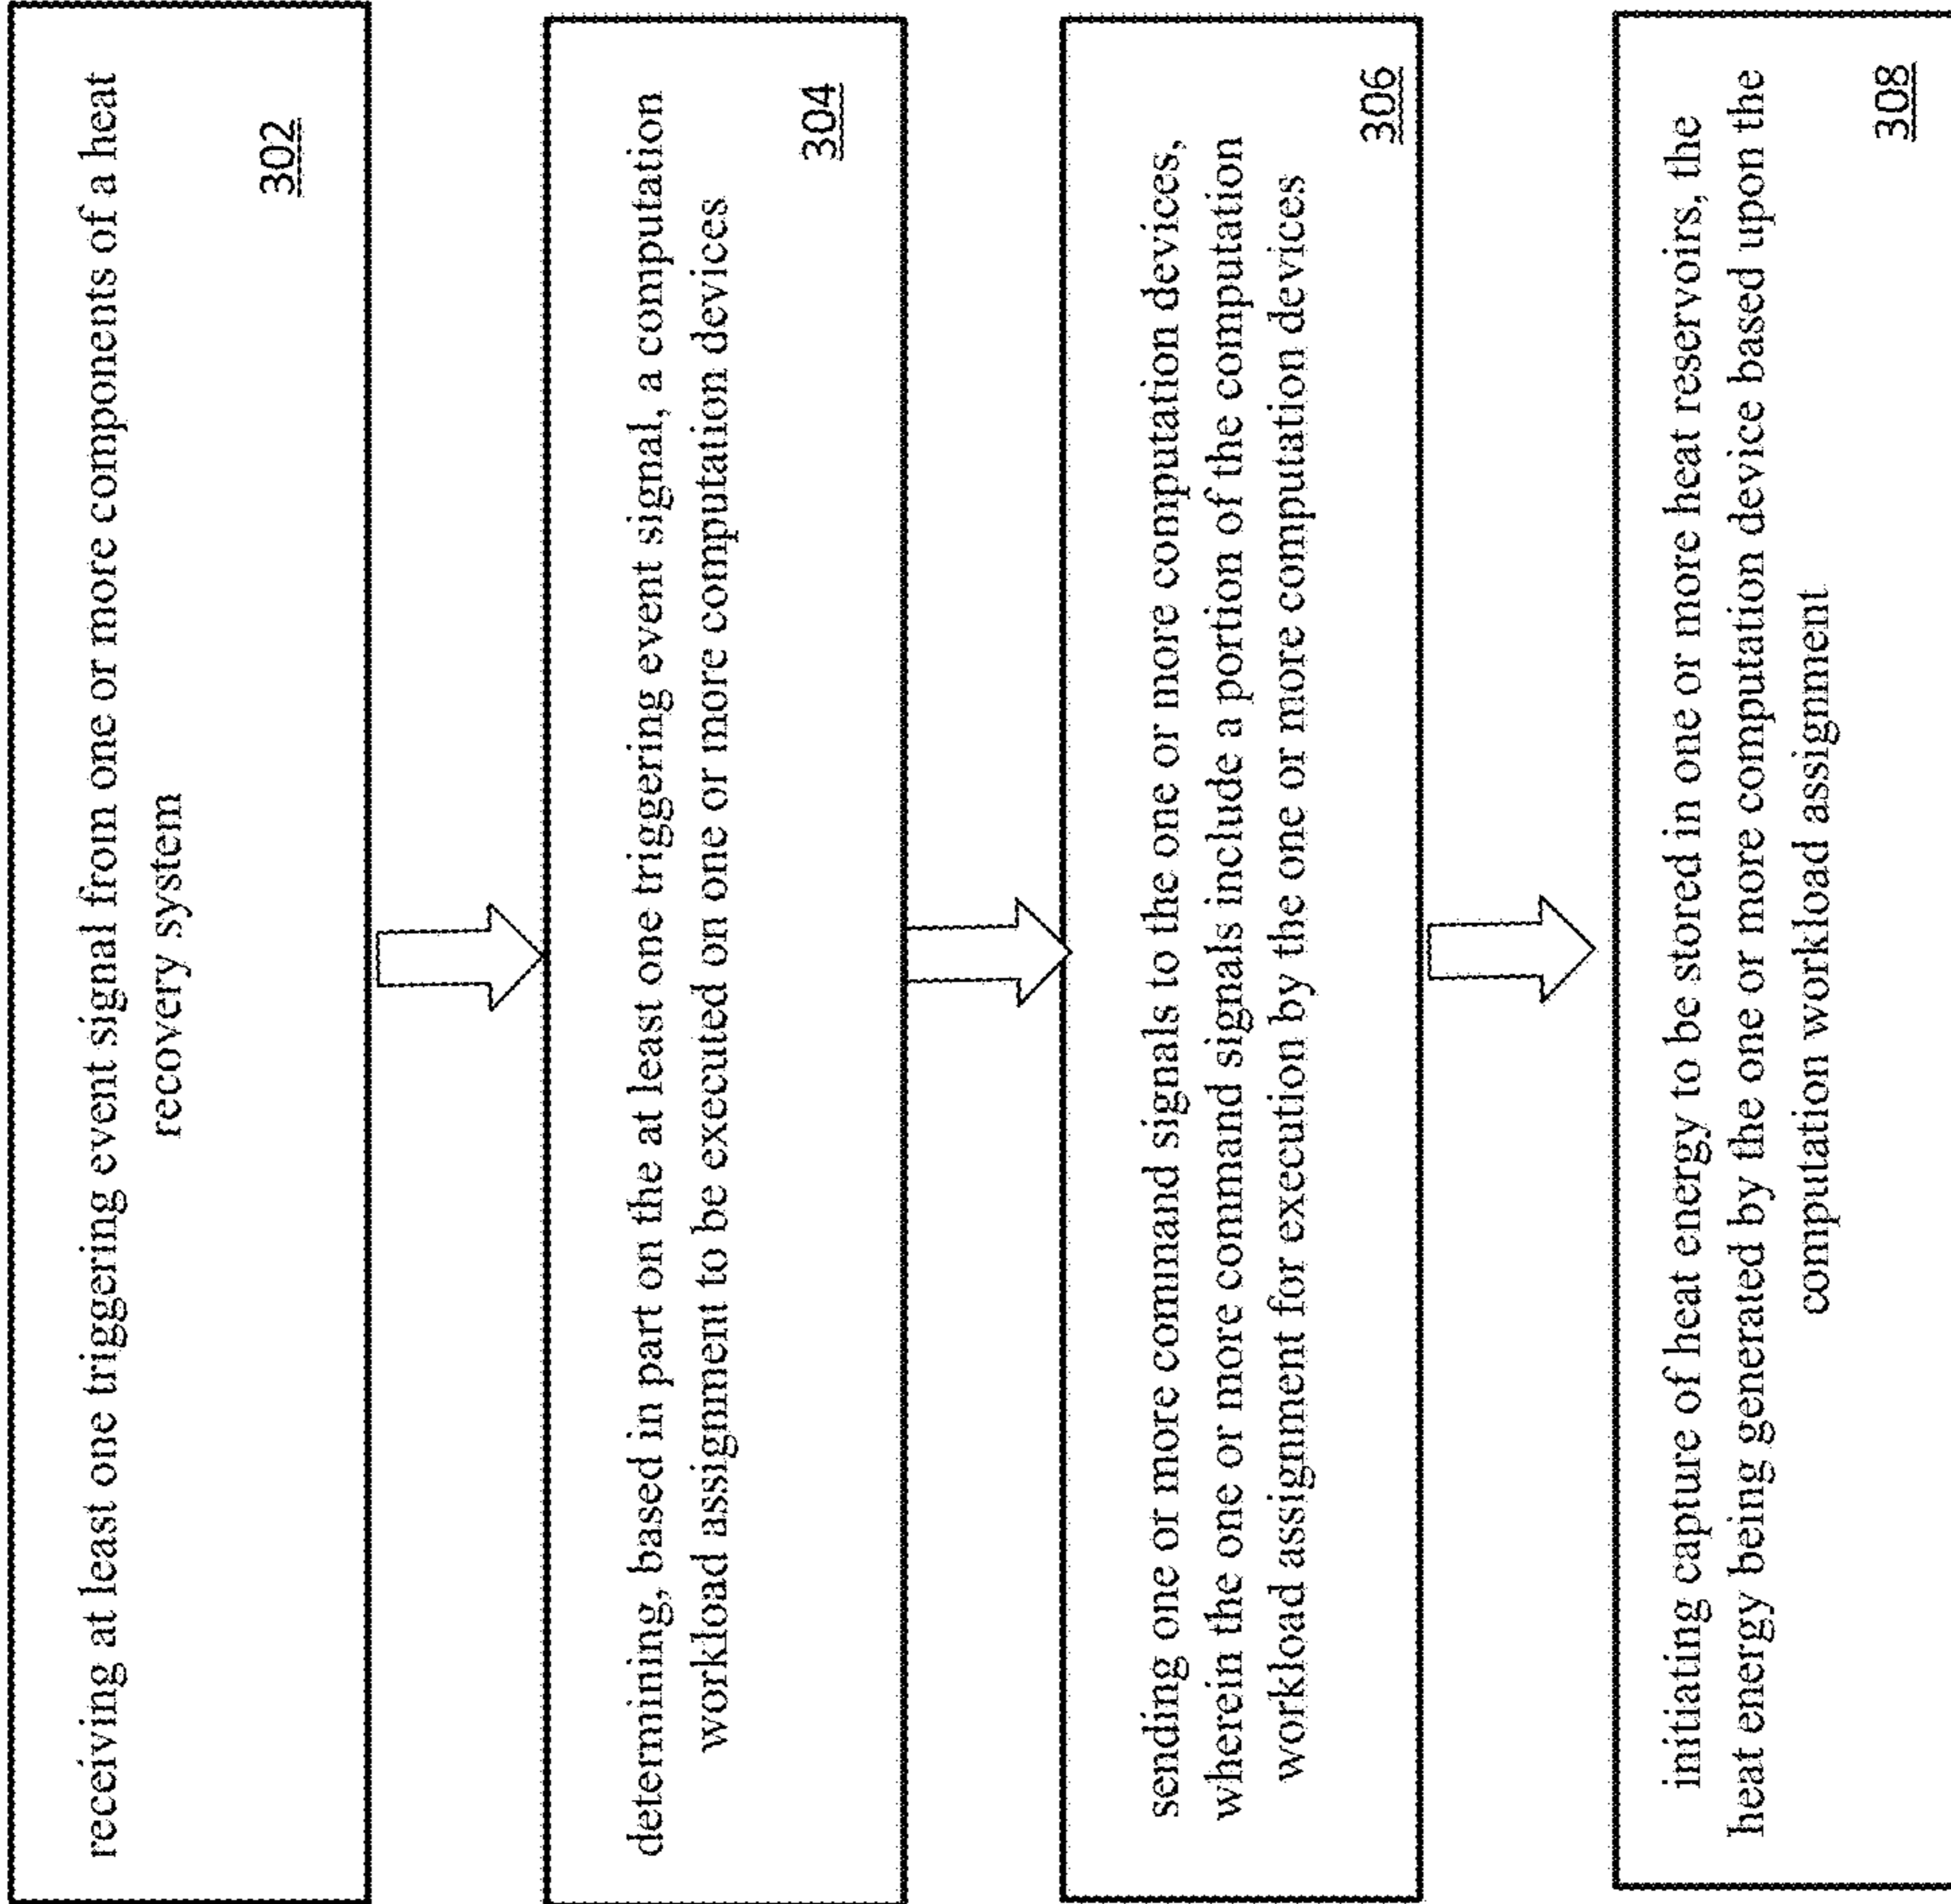 receiving at least one triggering event signal from one or more components of a heat
recovery system
302
determining, based in part on the at least one triggering event signal, a computation
workload assignment to be executed on one or more computation devices
304
sending one or more command signals to the one or more computation devices,
wherein the one or more command signals include a portion of the computation
workload assignment for execution by the one or more computation devices
306
initiating capture of heat energy to be stored in one or more heat reservoirs, the
heat energy being generated by the one or more computation device based upon the
computation workload assignment
308